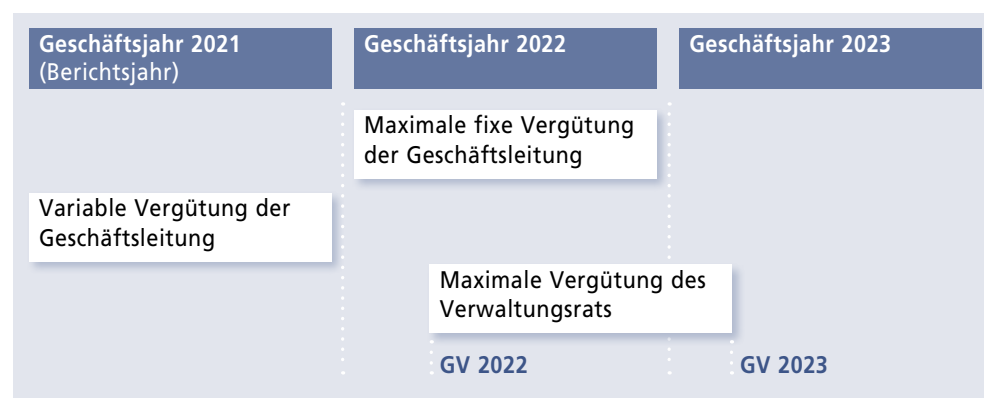 Geschäftsjahr 2021
(Berichtsjahr)
Geschäftsjahr 2022
Geschäftsjahr 2023
Maximale fixe Vergütung
der Geschäftsleitung
Variable Vergütung der
Geschäftsleitung
Maximale Vergütung des
Verwaltungsrats
GV 2022
GV 2023